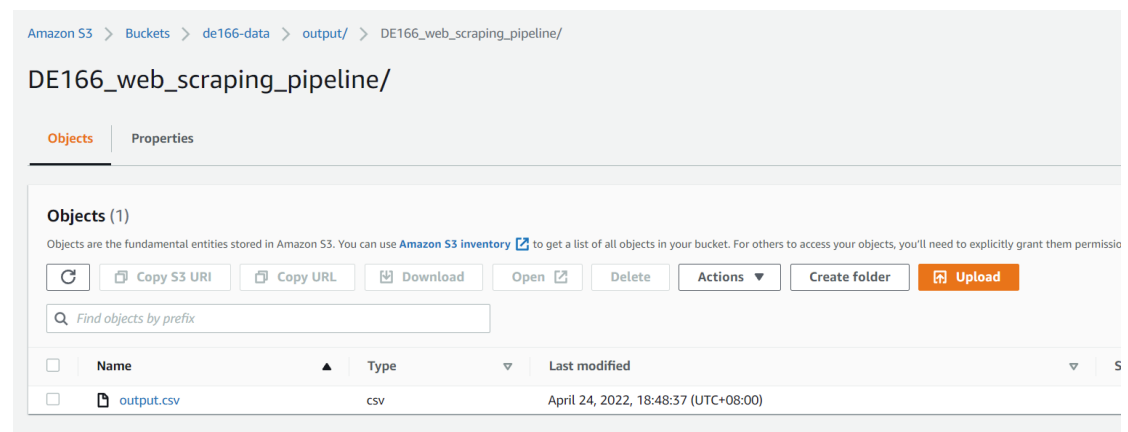 Amazon S3 > Buckets > de166-data > output/ > DE166_web_scraping_pipeline/
DE166_web_scraping_pipeline/
Objects Properties
Objects (1)
Objects are the fundamental entities stored in Amazon S3. You can use Amazon S3 inventory to get a list of all objects in your bucket. For others to access your objects, you'll need to explicitly grant them permissio
Copy S3 URI Copy URL Download Open Delete Actions Create folder Upload
Find objects by prefix
Name Type Last modified S
output.csv csv April 24, 2022, 18:48:37 (UTC+08:00)